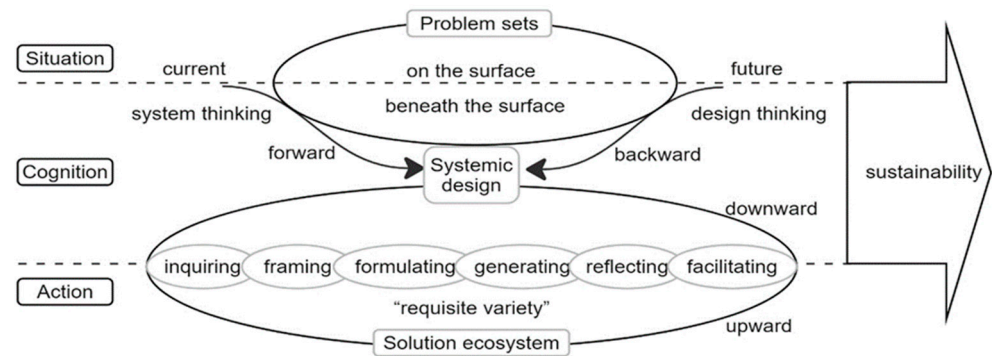 Problem sets
Situation
current
on the surface
future
system thinking
beneath the surface
design thinking
forward
backward
Cognition
Systemic
design
sustainability
downward
inquiring framing formulating generating reflecting facilitating
Action
“requisite variety”
upward
Solution ecosystem